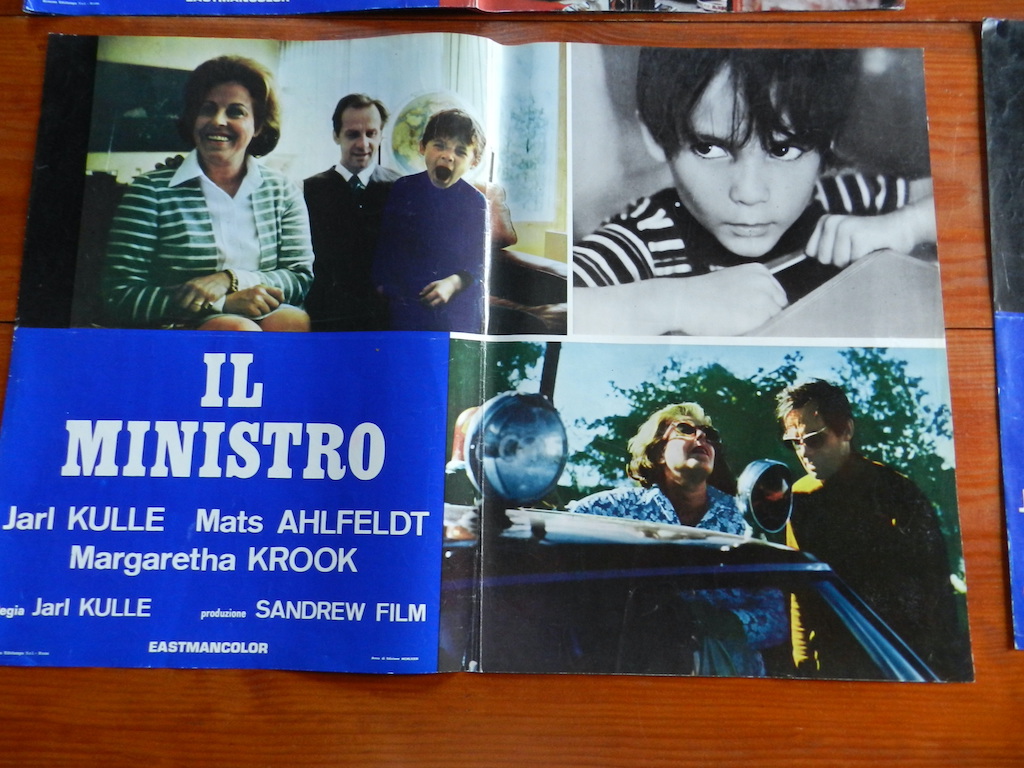 EASTMANCOLOR
IL
MINISTRO
Jarl KULLE Mats AHLFELDT
Margaretha KROOK
egia Jarl KULLE produzione SANDREW FILM
EASTMANCOLOR